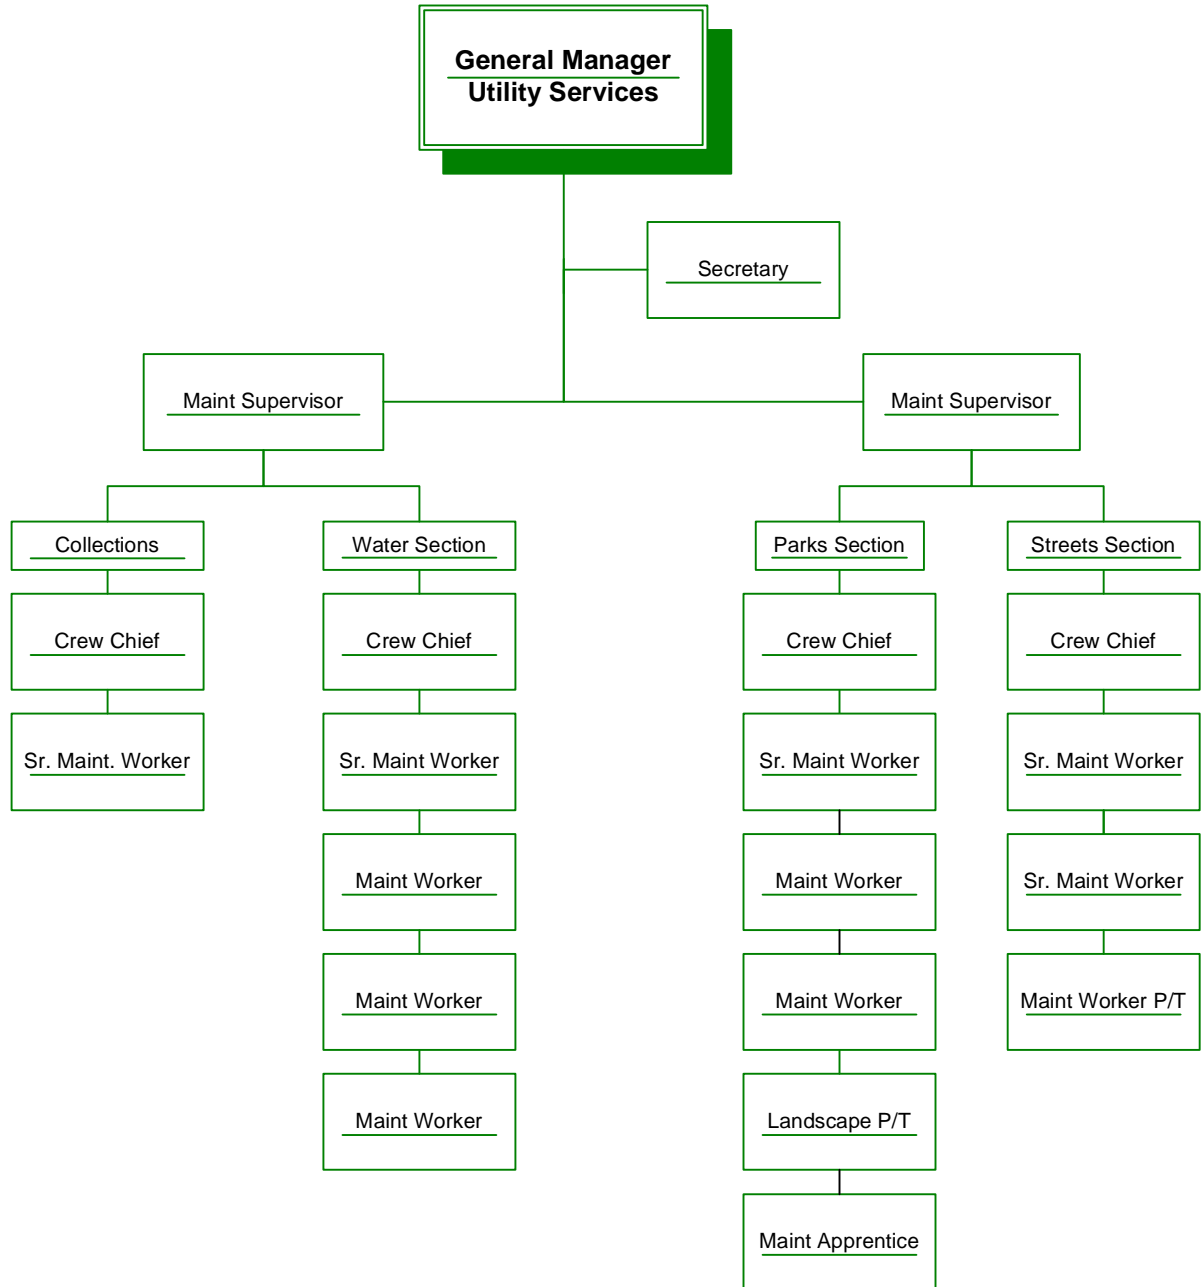 General Manager
Utility Services
Secretary
Maint Supervisor
Maint Supervisor
Collections
Water Section
Parks Section
Streets Section
Crew Chief
Crew Chief
Crew Chief
Crew Chief
Sr. Maint. Worker
Sr. Maint Worker
Sr. Maint Worker
Sr. Maint Worker
Maint Worker
Maint Worker
Sr. Maint Worker
Maint Worker
Maint Worker
Maint Worker P/T
Maint Worker
Landscape P/T
Maint Apprentice